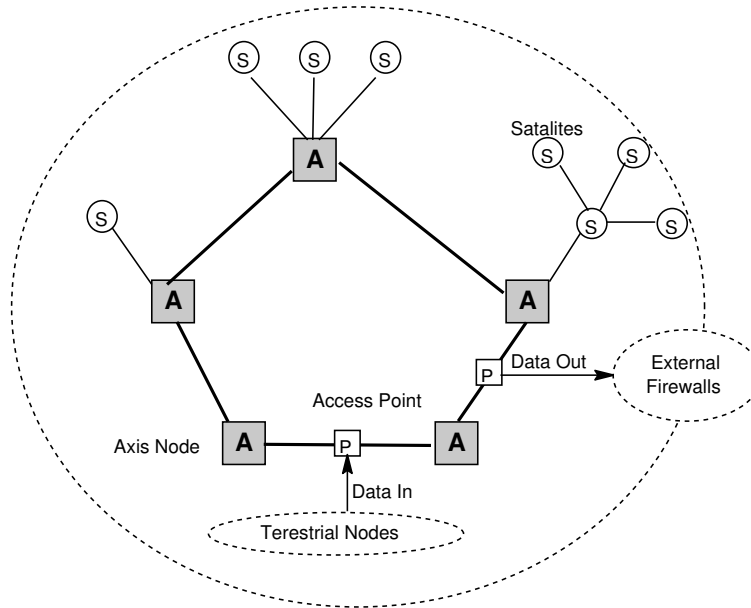 S S S
Satalites
A
S S
S
S S
A
A
External
Firewalls
Data Out
P
Access Point
Axis Node
A
P
A
Data In
Terestrial Nodes